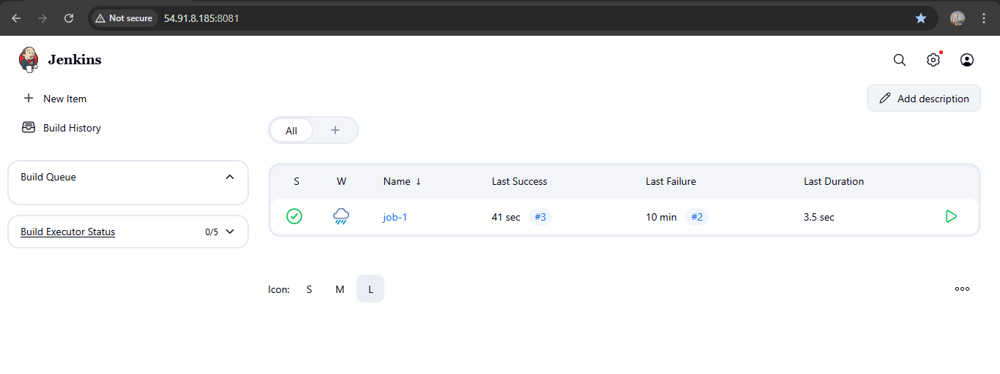 Not secure 54.91.8.185:8081
Jenkins
New Item
Add description
Build History
All +
Build Queue
S W Name ↓ Last Success Last Failure Last Duration
job-1 41 sec #3 10 min #2 3.5 sec
Build Executor Status 0/5
Icon: S M L